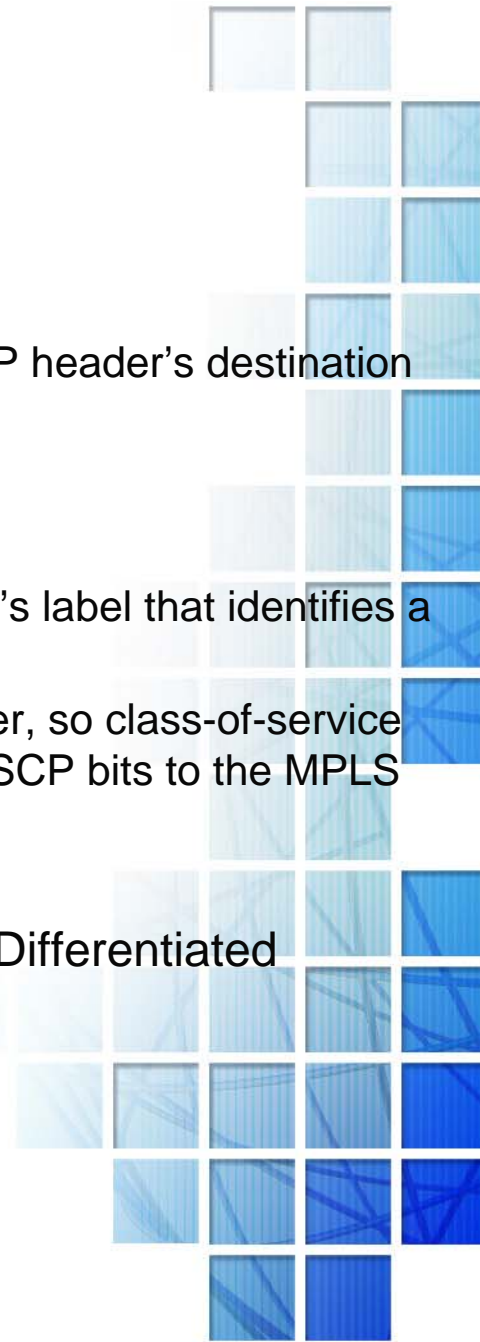 P header’s destination
’s label that identifies a
er, so class-of-service
SCP bits to the MPLS
Differentiated